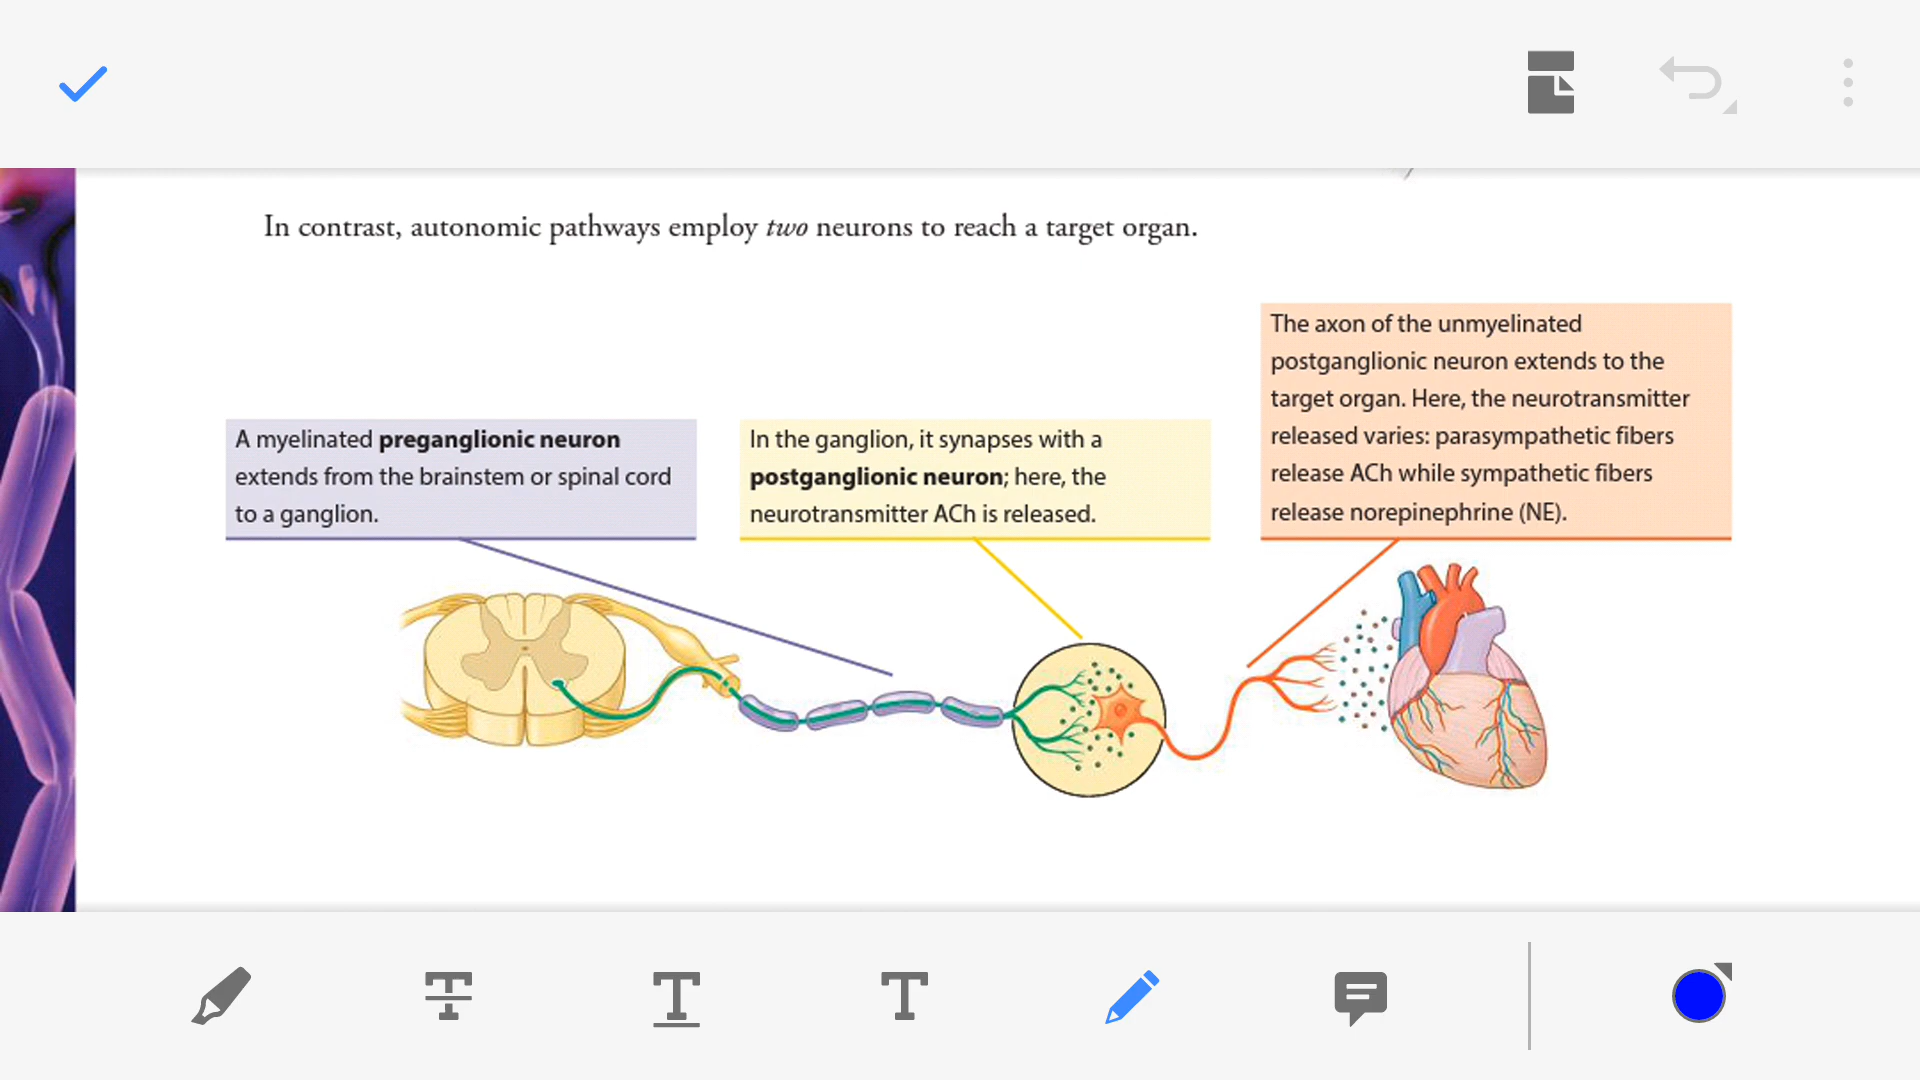 In contrast, autonomic pathways employ two neurons to reach a target organ.
A myelinated preganglionic neuron
extends from the brainstem or spinal cord
to a ganglion.
In the ganglion, it synapses with a
postganglionic neuron; here, the
neurotransmitter ACh is released.
The axon of the unmyelinated
postganglionic neuron extends to the
target organ. Here, the neurotransmitter
released varies: parasympathetic fibers
release ACh while sympathetic fibers
release norepinephrine (NE).